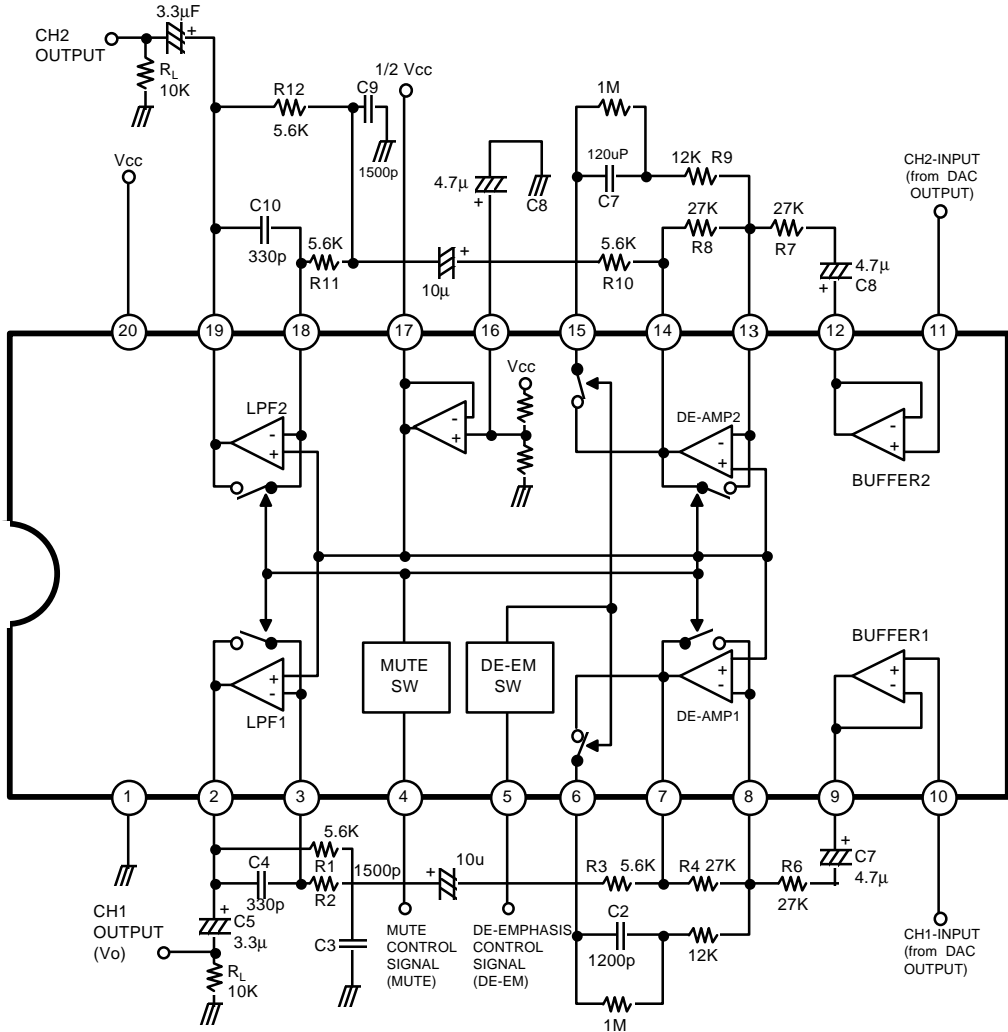 3.3µF
+
CH2
OUTPUT
RL
10K
1/2 Vcc
R12
5.6K
C9
1500p
1M
120uP
C7
12K R9
CH2-INPUT
(from DAC
OUTPUT)
Vcc
4.7µ
+
C8
C10
330p
5.6K
R11
10µ
+
5.6K
R10
27K
R8
27K
R7
4.7µ
C8
+
20
19
18
17
16
15
14
13
12
11
Vcc
LPF2
-
+
-
+
DE-AMP2
-
+
-
+
BUFFER2
MUTE
SW
DE-EM
SW
BUFFER1
+
-
LPF1
+
-
DE-AMP1
+
-
1
2
3
4
5
6
7
8
9
10
5.6K
R1
C4
330p
R2
1500p
+
10u
R3
5.6K
R4
27K
R6
27K
+
C7
4.7µ
+
C5
3.3µ
CH1
OUTPUT
(Vo)
RL
10K
C3
MUTE
CONTROL
SIGNAL
(MUTE)
DE-EMPHASIS
CONTROL
SIGNAL
(DE-EM)
C2
1200p
12K
1M
CH1-INPUT
(from DAC
OUTPUT)